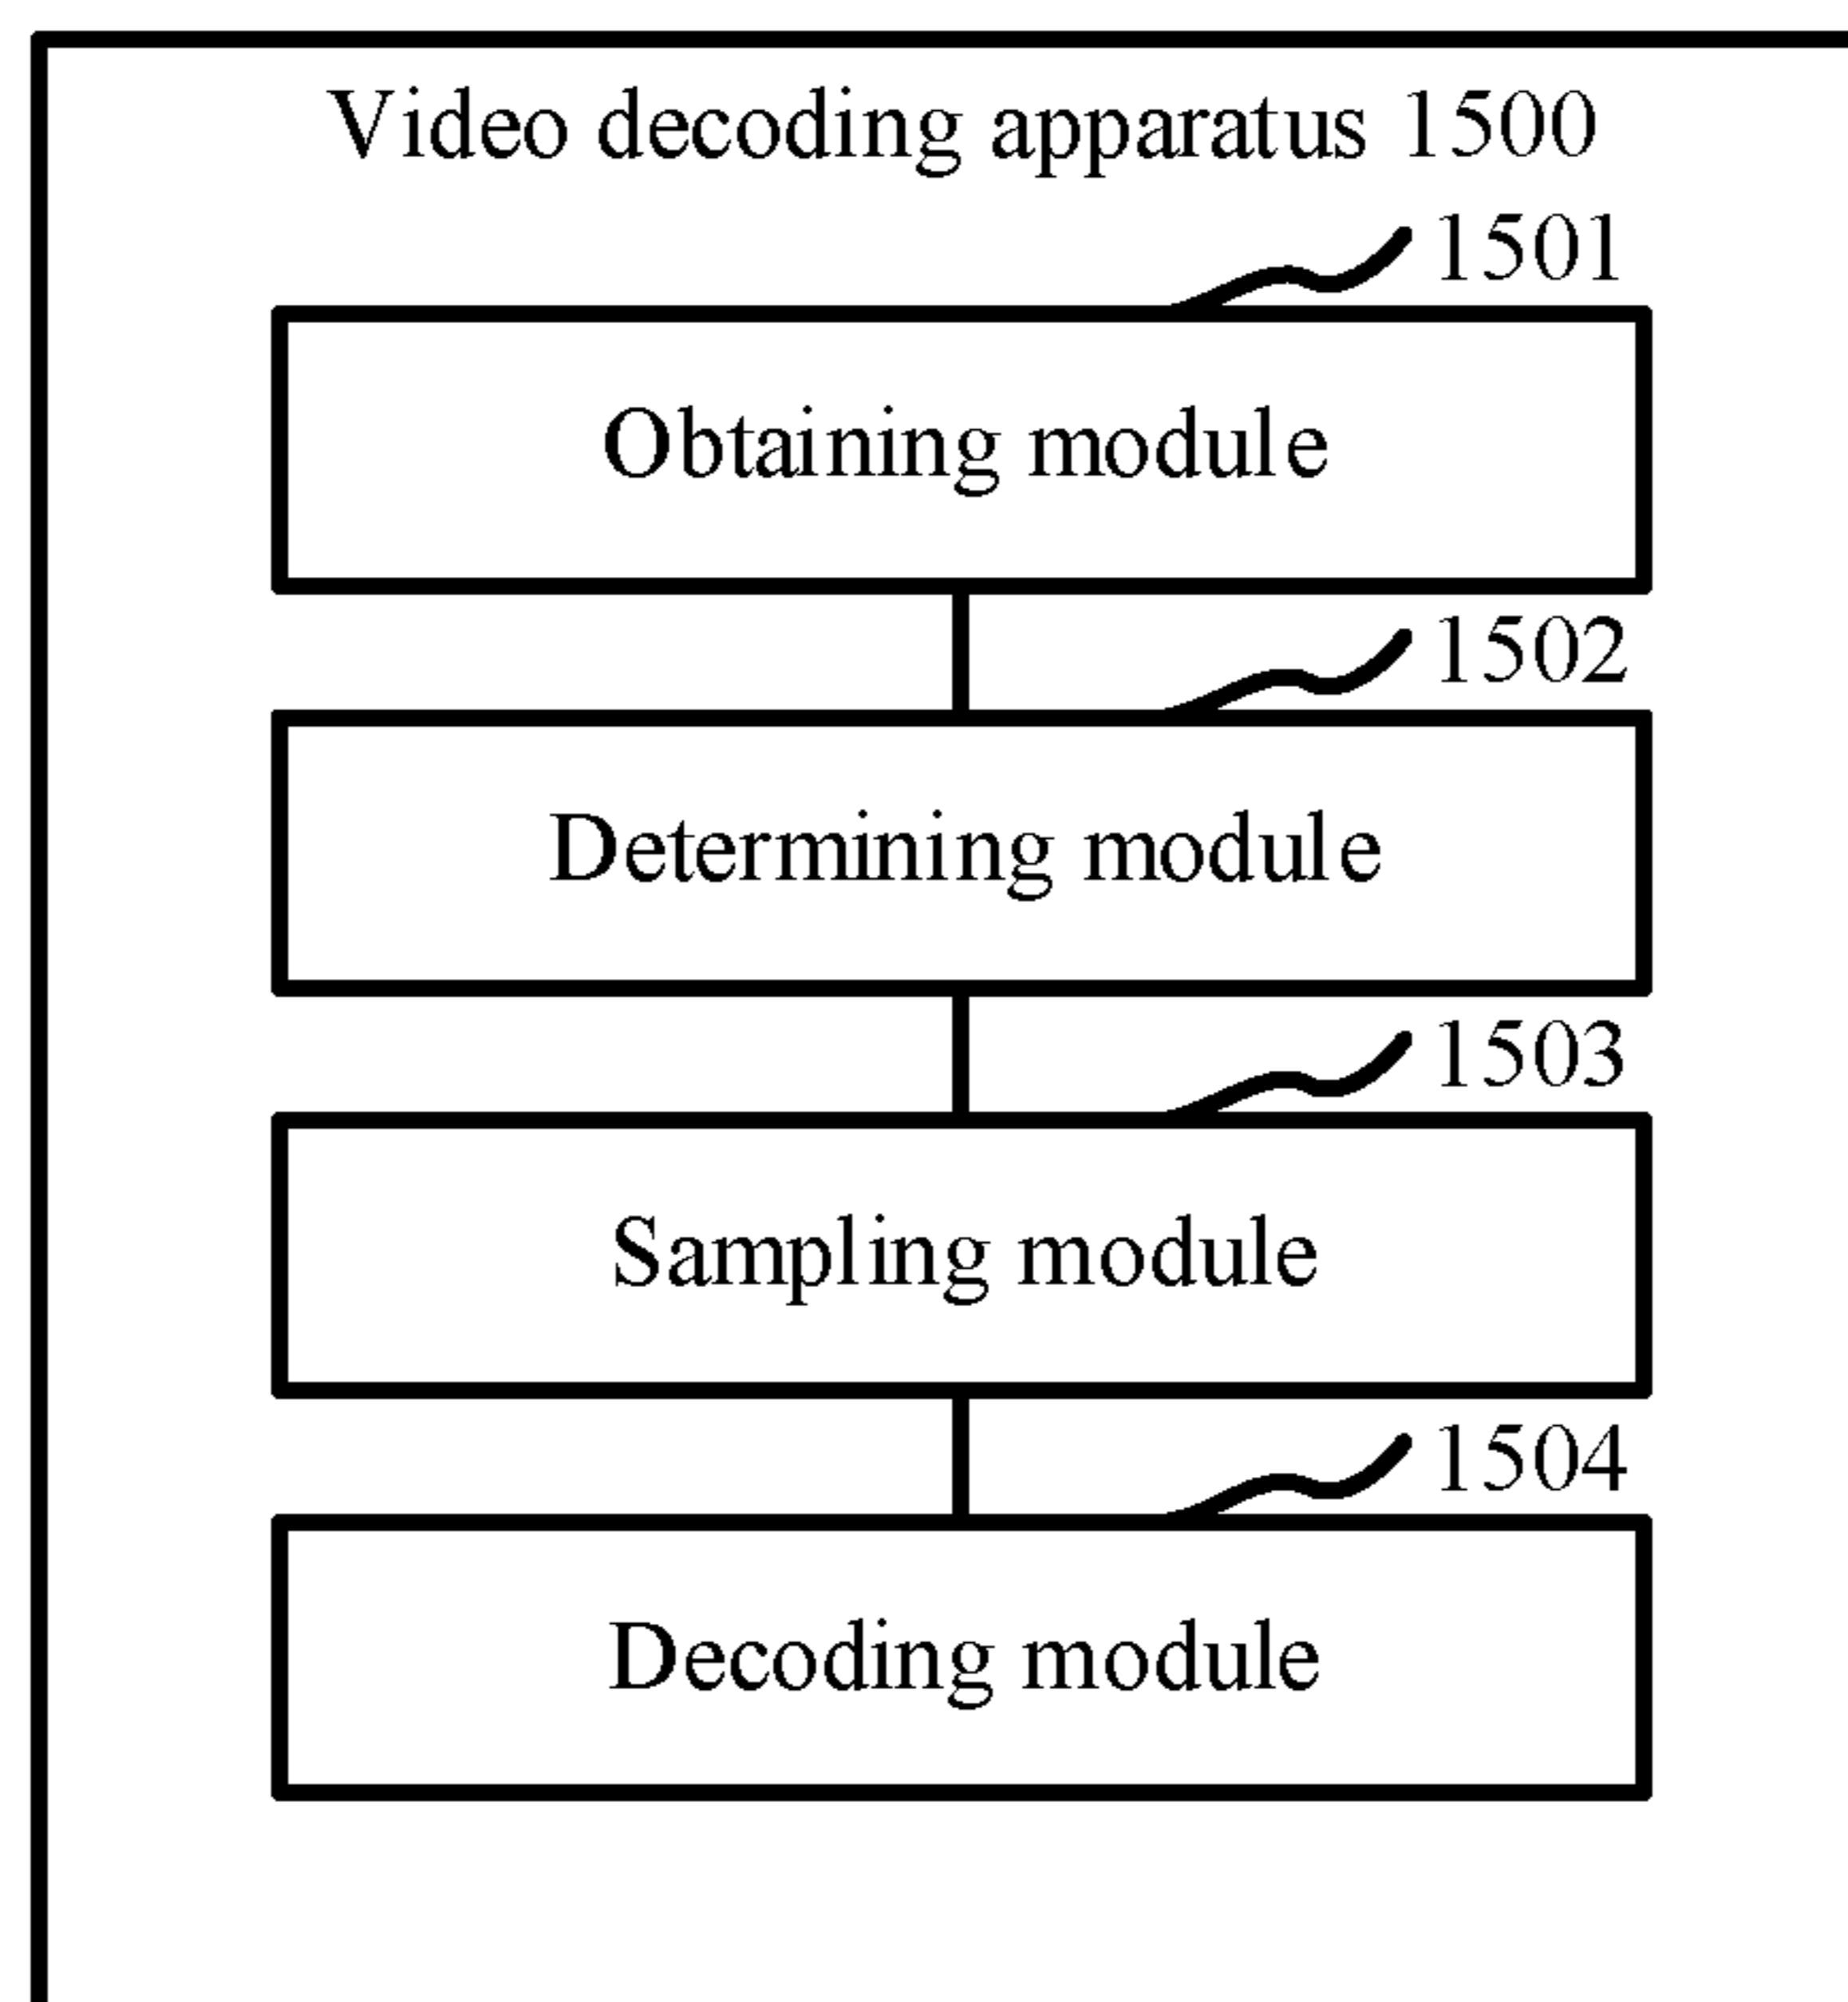 Video decoding apparatus 1500
1501
Obtaining module
1502
Determining module
1503
Sampling module
1504
Decoding module